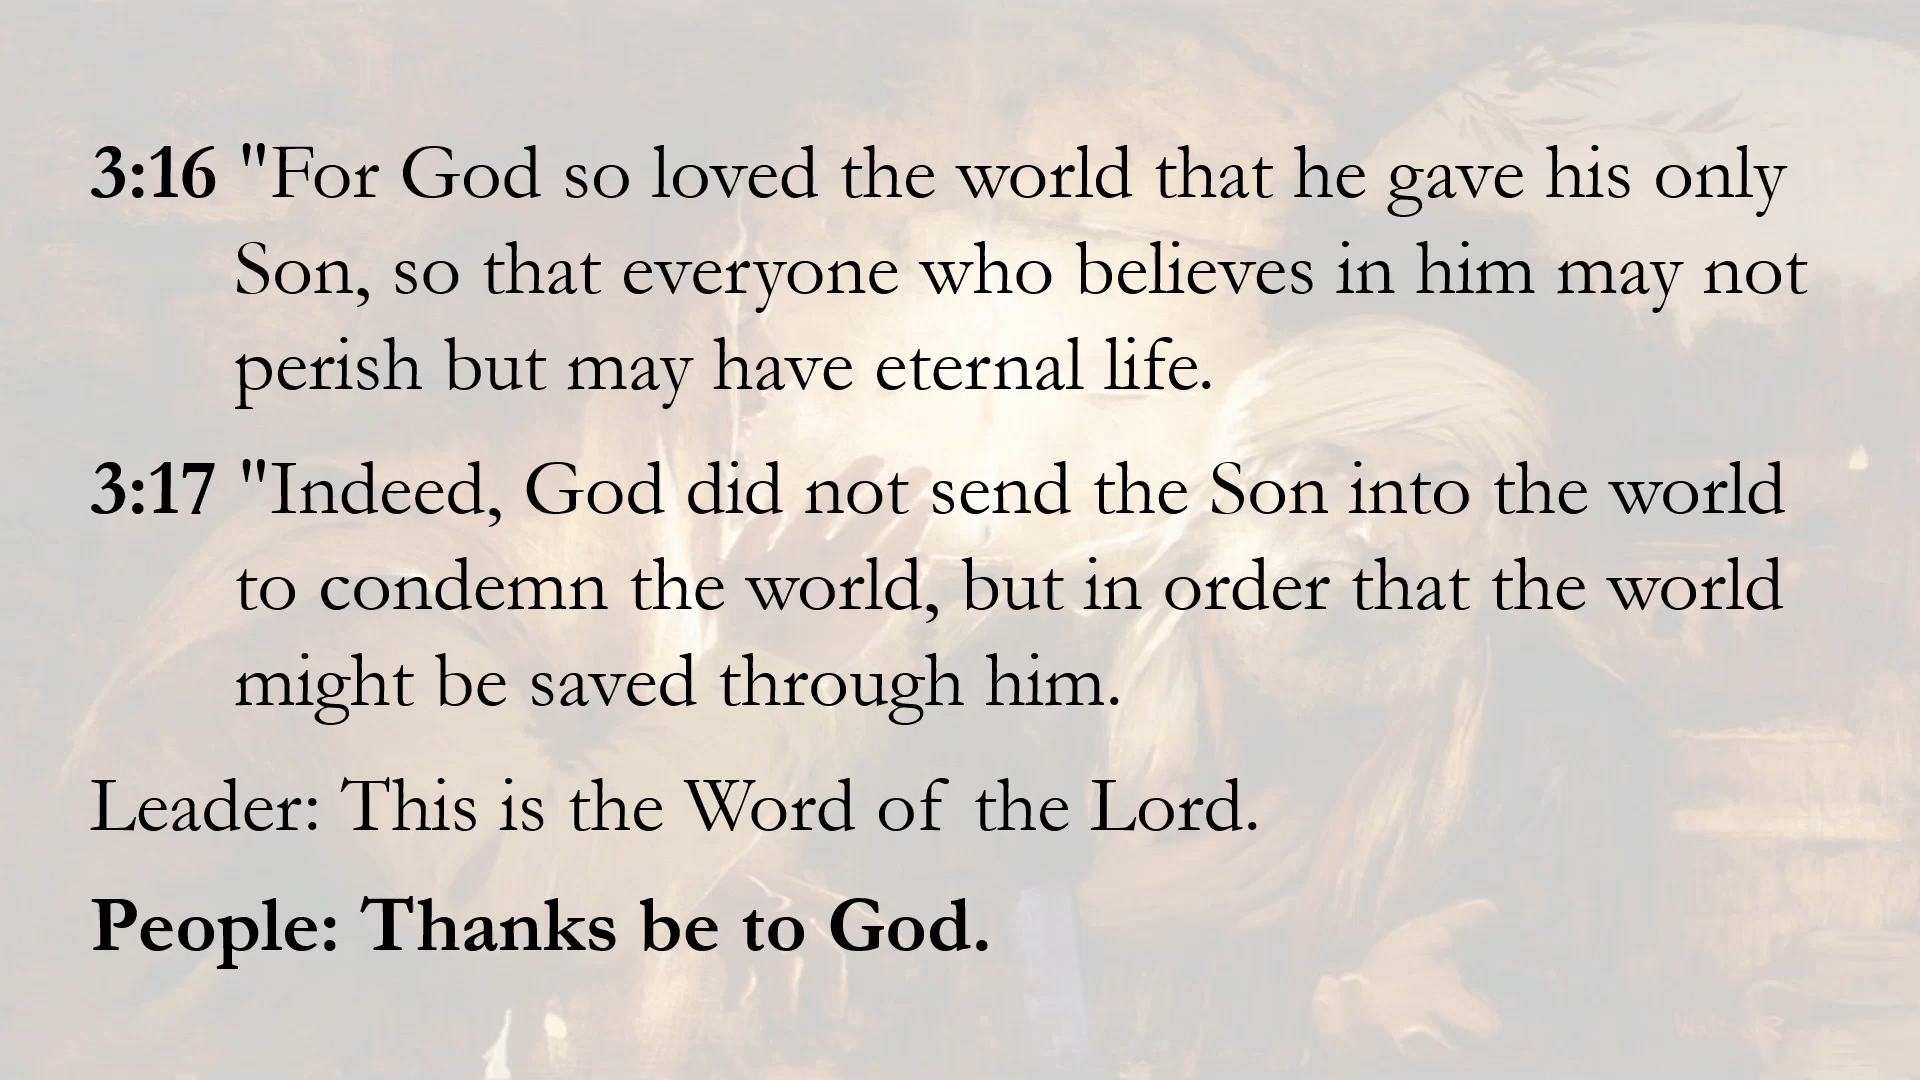 3:16 "For God so loved the world that he gave his only
Son, so that everyone who believes in him may not
perish but may have eternal life.
3:17 "Indeed, God did not send the Son into the world
to condemn the world, but in order that the world
might be saved through him.
Leader: This is the Word of the Lord.
People: Thanks be to God.